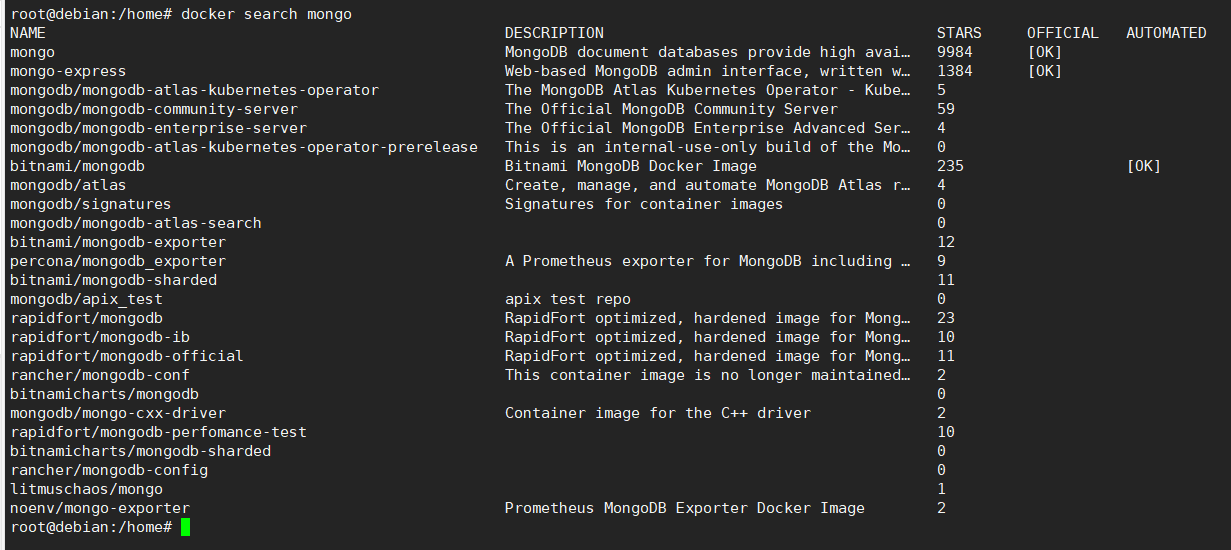 root@debian:/home# docker search mongo
NAME DESCRIPTION STARS OFFICIAL AUTOMATED
mongo MongoDB document databases provide high avai… 9984 [OK]
mongo-express Web-based MongoDB admin interface, written w… 1384 [OK]
mongodb/mongodb-atlas-kubernetes-operator The MongoDB Atlas Kubernetes Operator - Kube… 5
mongodb/mongodb-community-server The Official MongoDB Community Server 59
mongodb/mongodb-enterprise-server The Official MongoDB Enterprise Advanced Ser… 4
mongodb/mongodb-atlas-kubernetes-operator-prerelease This is an internal-use-only build of the Mo… 0
bitnami/mongodb Bitnami MongoDB Docker Image 235 [OK]
mongodb/atlas Create, manage, and automate MongoDB Atlas r… 4
mongodb/signatures Signatures for container images 0
mongodb/mongodb-atlas-search 0
bitnami/mongodb-exporter 12
percona/mongodb_exporter A Prometheus exporter for MongoDB including … 9
bitnami/mongodb-sharded 11
mongodb/apix_test apix test repo 0
rapidfort/mongodb RapidFort optimized, hardened image for Mong… 23
rapidfort/mongodb-ib RapidFort optimized, hardened image for Mong… 10
rapidfort/mongodb-official RapidFort optimized, hardened image for Mong… 11
rancher/mongodb-conf This container image is no longer maintained… 2
bitnamicharts/mongodb 0
mongodb/mongo-cxx-driver Container image for the C++ driver 2
rapidfort/mongodb-perfomance-test 10
bitnamicharts/mongodb-sharded 0
rancher/mongodb-config 0
litmuschaos/mongo 1
noenv/mongo-exporter Prometheus MongoDB Exporter Docker Image 2
root@debian:/home#